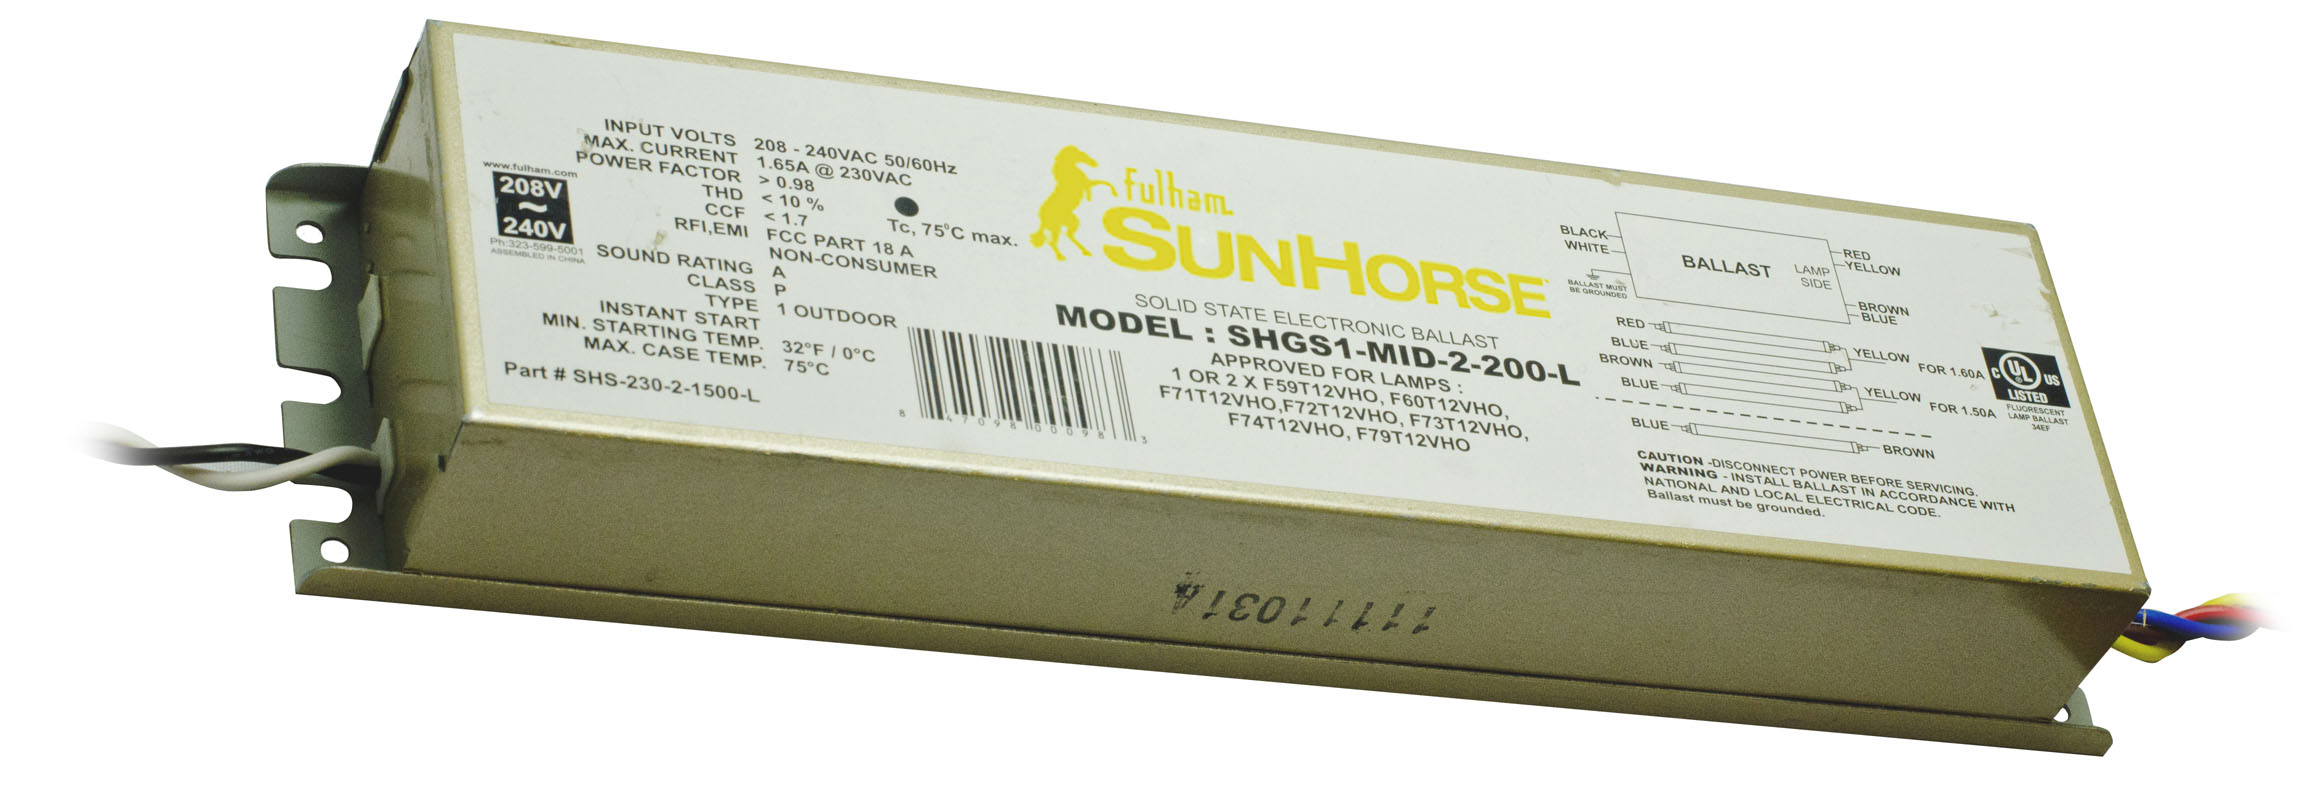 www.fulham.com
208V
~
240V
Ph:323-599-5001
ASSEMBLED IN CHINA
INPUT VOLTS 208 - 240VAC 50/60Hz
MAX. CURRENT 1.65A @ 230VAC
POWER FACTOR > 0.98
THD < 10 %
CCF < 1.7
RFI,EMI FCC PART 18 A
NON-CONSUMER
SOUND RATING A
CLASS P
TYPE 1 OUTDOOR
INSTANT START
MIN. STARTING TEMP. 32°F / 0°C
MAX. CASE TEMP. 75°C
Part # SHS-230-2-1500-L
Tc, 75°C max.
8 47098 00098 3
fulham
SUNHORSE
SOLID STATE ELECTRONIC BALLAST
MODEL : SHGS1-MID-2-200-L
APPROVED FOR LAMPS :
1 OR 2 X F59T12VHO, F60T12VHO,
F71T12VHO,F72T12VHO, F73T12VHO,
F74T12VHO, F79T12VHO
BLACK
WHITE
BALLAST MUST
BE GROUNDED
BALLAST
LAMP
SIDE
RED
YELLOW
BROWN
BLUE
RED
BLUE
YELLOW
FOR 1.60A
BROWN
BLUE
YELLOW
FOR 1.50A
BLUE
BROWN
C UL US
LISTED
FLUORESCENT
LAMP BALLAST
34EF
CAUTION -DISCONNECT POWER BEFORE SERVICING.
WARNING - INSTALL BALLAST IN ACCORDANCE WITH
NATIONAL AND LOCAL ELECTRICAL CODE.
Ballast must be grounded.